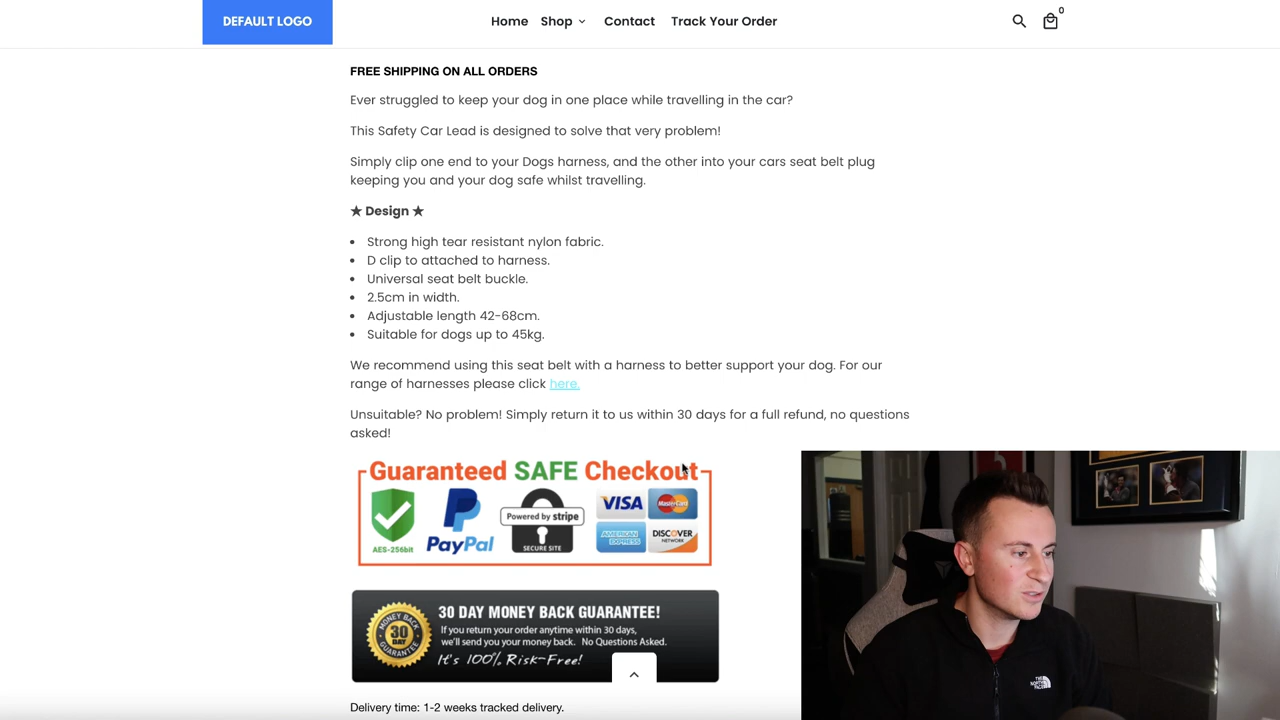 DEFAULT LOGO
Home Shop Contact Track Your Order
0
FREE SHIPPING ON ALL ORDERS
Ever struggled to keep your dog in one place while travelling in the car?
This Safety Car Lead is designed to solve that very problem!
Simply clip one end to your Dogs harness, and the other into your cars seat belt plug
keeping you and your dog safe whilst travelling.
★ Design ★
• Strong high tear resistant nylon fabric.
• D clip to attached to harness.
• Universal seat belt buckle.
• 2.5cm in width.
• Adjustable length 42-68cm.
• Suitable for dogs up to 45kg.
We recommend using this seat belt with a harness to better support your dog. For our
range of harnesses please click here.
Unsuitable? No problem! Simply return it to us within 30 days for a full refund, no questions
asked!
Guaranteed SAFE Checkout
AES-256bit
PayPal
Powered by stripe
SECURE SITE
VISA
MasterCard
AMERICAN EXPRESS
DISCOVER
NETWORK
MONEY BACK
30
DAY
GUARANTEE
30 DAY MONEY BACK GUARANTEE!
If you return your order anytime within 30 days,
we'll send you your money back. No Questions Asked.
It's 100% Risk-Free!
Delivery time: 1-2 weeks tracked delivery.
THE
NORTH
FACE